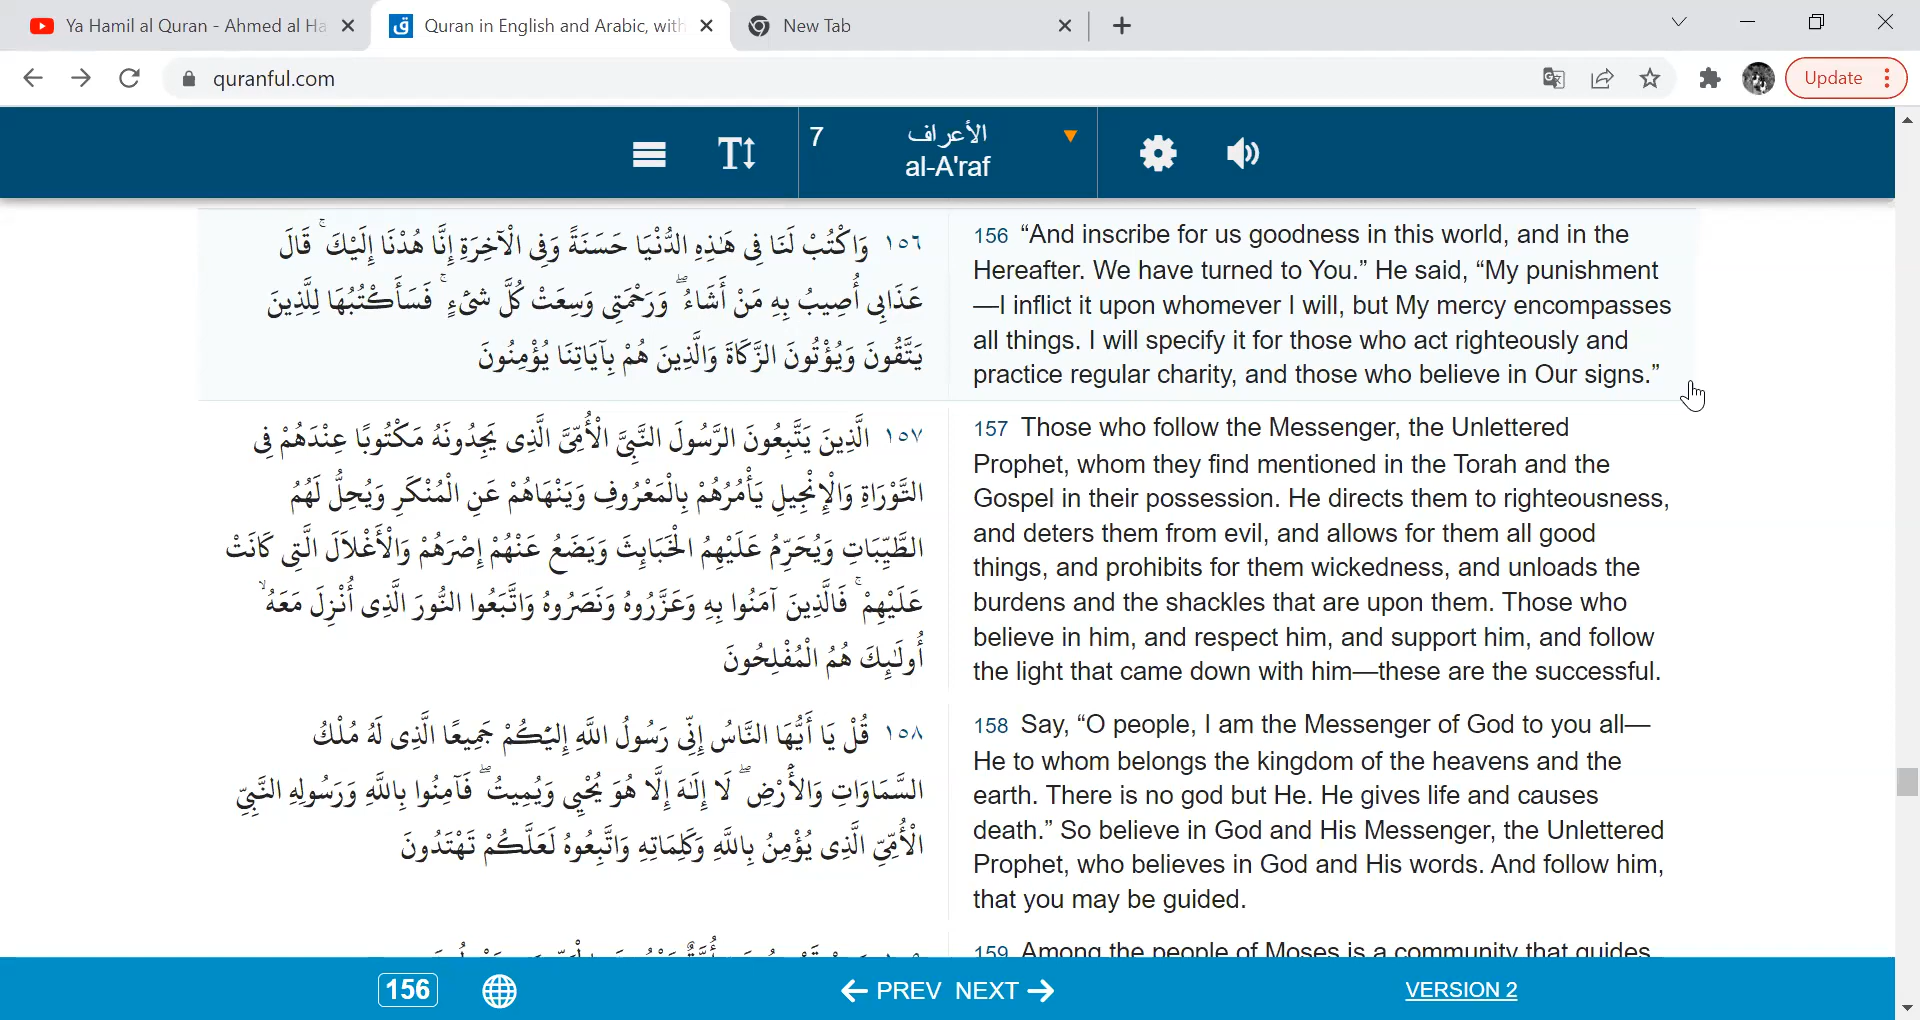 Ya Hamil al Quran - Ahmed al Ha
Quran in English and Arabic, with
New Tab
quranful.com
Update
7
الأعراف
al-A'raf
١٥٦ وَاكْتُبْ لَنَا فِي هَٰذِهِ الدُّنْيَا حَسَنَةً وَفِي الْآخِرَةِ إِنَّا هُدْنَا إِلَيْكَ ۚ قَالَ
عَذَابِي أُصِيبُ بِهِ مَنْ أَشَاءُ ۖ وَرَحْمَتِي وَسِعَتْ كُلَّ شَيْءٍ ۚ فَسَأَكْتُبُهَا لِلَّذِينَ
يَتَّقُونَ وَيُؤْتُونَ الزَّكَاةَ وَالَّذِينَ هُمْ بِآيَاتِنَا يُؤْمِنُونَ
156 “And inscribe for us goodness in this world, and in the
Hereafter. We have turned to You.” He said, “My punishment
—I inflict it upon whomever I will, but My mercy encompasses
all things. I will specify it for those who act righteously and
practice regular charity, and those who believe in Our signs.”
١٥٧ الَّذِينَ يَتَّبِعُونَ الرَّسُولَ النَّبِيَّ الْأُمِّيَّ الَّذِي يَجِدُونَهُ مَكْتُوبًا عِنْدَهُمْ فِي
التَّوْرَاةِ وَالْإِنْجِيلِ يَأْمُرُهُمْ بِالْمَعْرُوفِ وَيَنْهَاهُمْ عَنِ الْمُنْكَرِ وَيُحِلُّ لَهُمُ
الطَّيِّبَاتِ وَيُحَرِّمُ عَلَيْهِمُ الْخَبَائِثَ وَيَضَعُ عَنْهُمْ إِصْرَهُمْ وَالْأَغْلَالَ الَّتِي كَانَتْ
عَلَيْهِمْ ۚ فَالَّذِينَ آمَنُوا بِهِ وَعَزَّرُوهُ وَنَصَرُوهُ وَاتَّبَعُوا النُّورَ الَّذِي أُنْزِلَ مَعَهُ ۙ
أُولَٰئِكَ هُمُ الْمُفْلِحُونَ
157 Those who follow the Messenger, the Unlettered
Prophet, whom they find mentioned in the Torah and the
Gospel in their possession. He directs them to righteousness,
and deters them from evil, and allows for them all good
things, and prohibits for them wickedness, and unloads the
burdens and the shackles that are upon them. Those who
believe in him, and respect him, and support him, and follow
the light that came down with him—these are the successful.
١٥٨ قُلْ يَا أَيُّهَا النَّاسُ إِنِّي رَسُولُ اللَّهِ إِلَيْكُمْ جَمِيعًا الَّذِي لَهُ مُلْكُ
السَّمَاوَاتِ وَالْأَرْضِ ۖ لَا إِلَٰهَ إِلَّا هُوَ يُحْيِي وَيُمِيتُ ۖ فَآمِنُوا بِاللَّهِ وَرَسُولِهِ النَّبِيِّ
الْأُمِّيِّ الَّذِي يُؤْمِنُ بِاللَّهِ وَكَلِمَاتِهِ وَاتَّبِعُوهُ لَعَلَّكُمْ تَهْتَدُونَ
158 Say, “O people, I am the Messenger of God to you all—
He to whom belongs the kingdom of the heavens and the
earth. There is no god but He. He gives life and causes
death.” So believe in God and His Messenger, the Unlettered
Prophet, who believes in God and His words. And follow him,
that you may be guided.
159 Among the people of Moses is a community that guides
156
PREV NEXT
VERSION 2